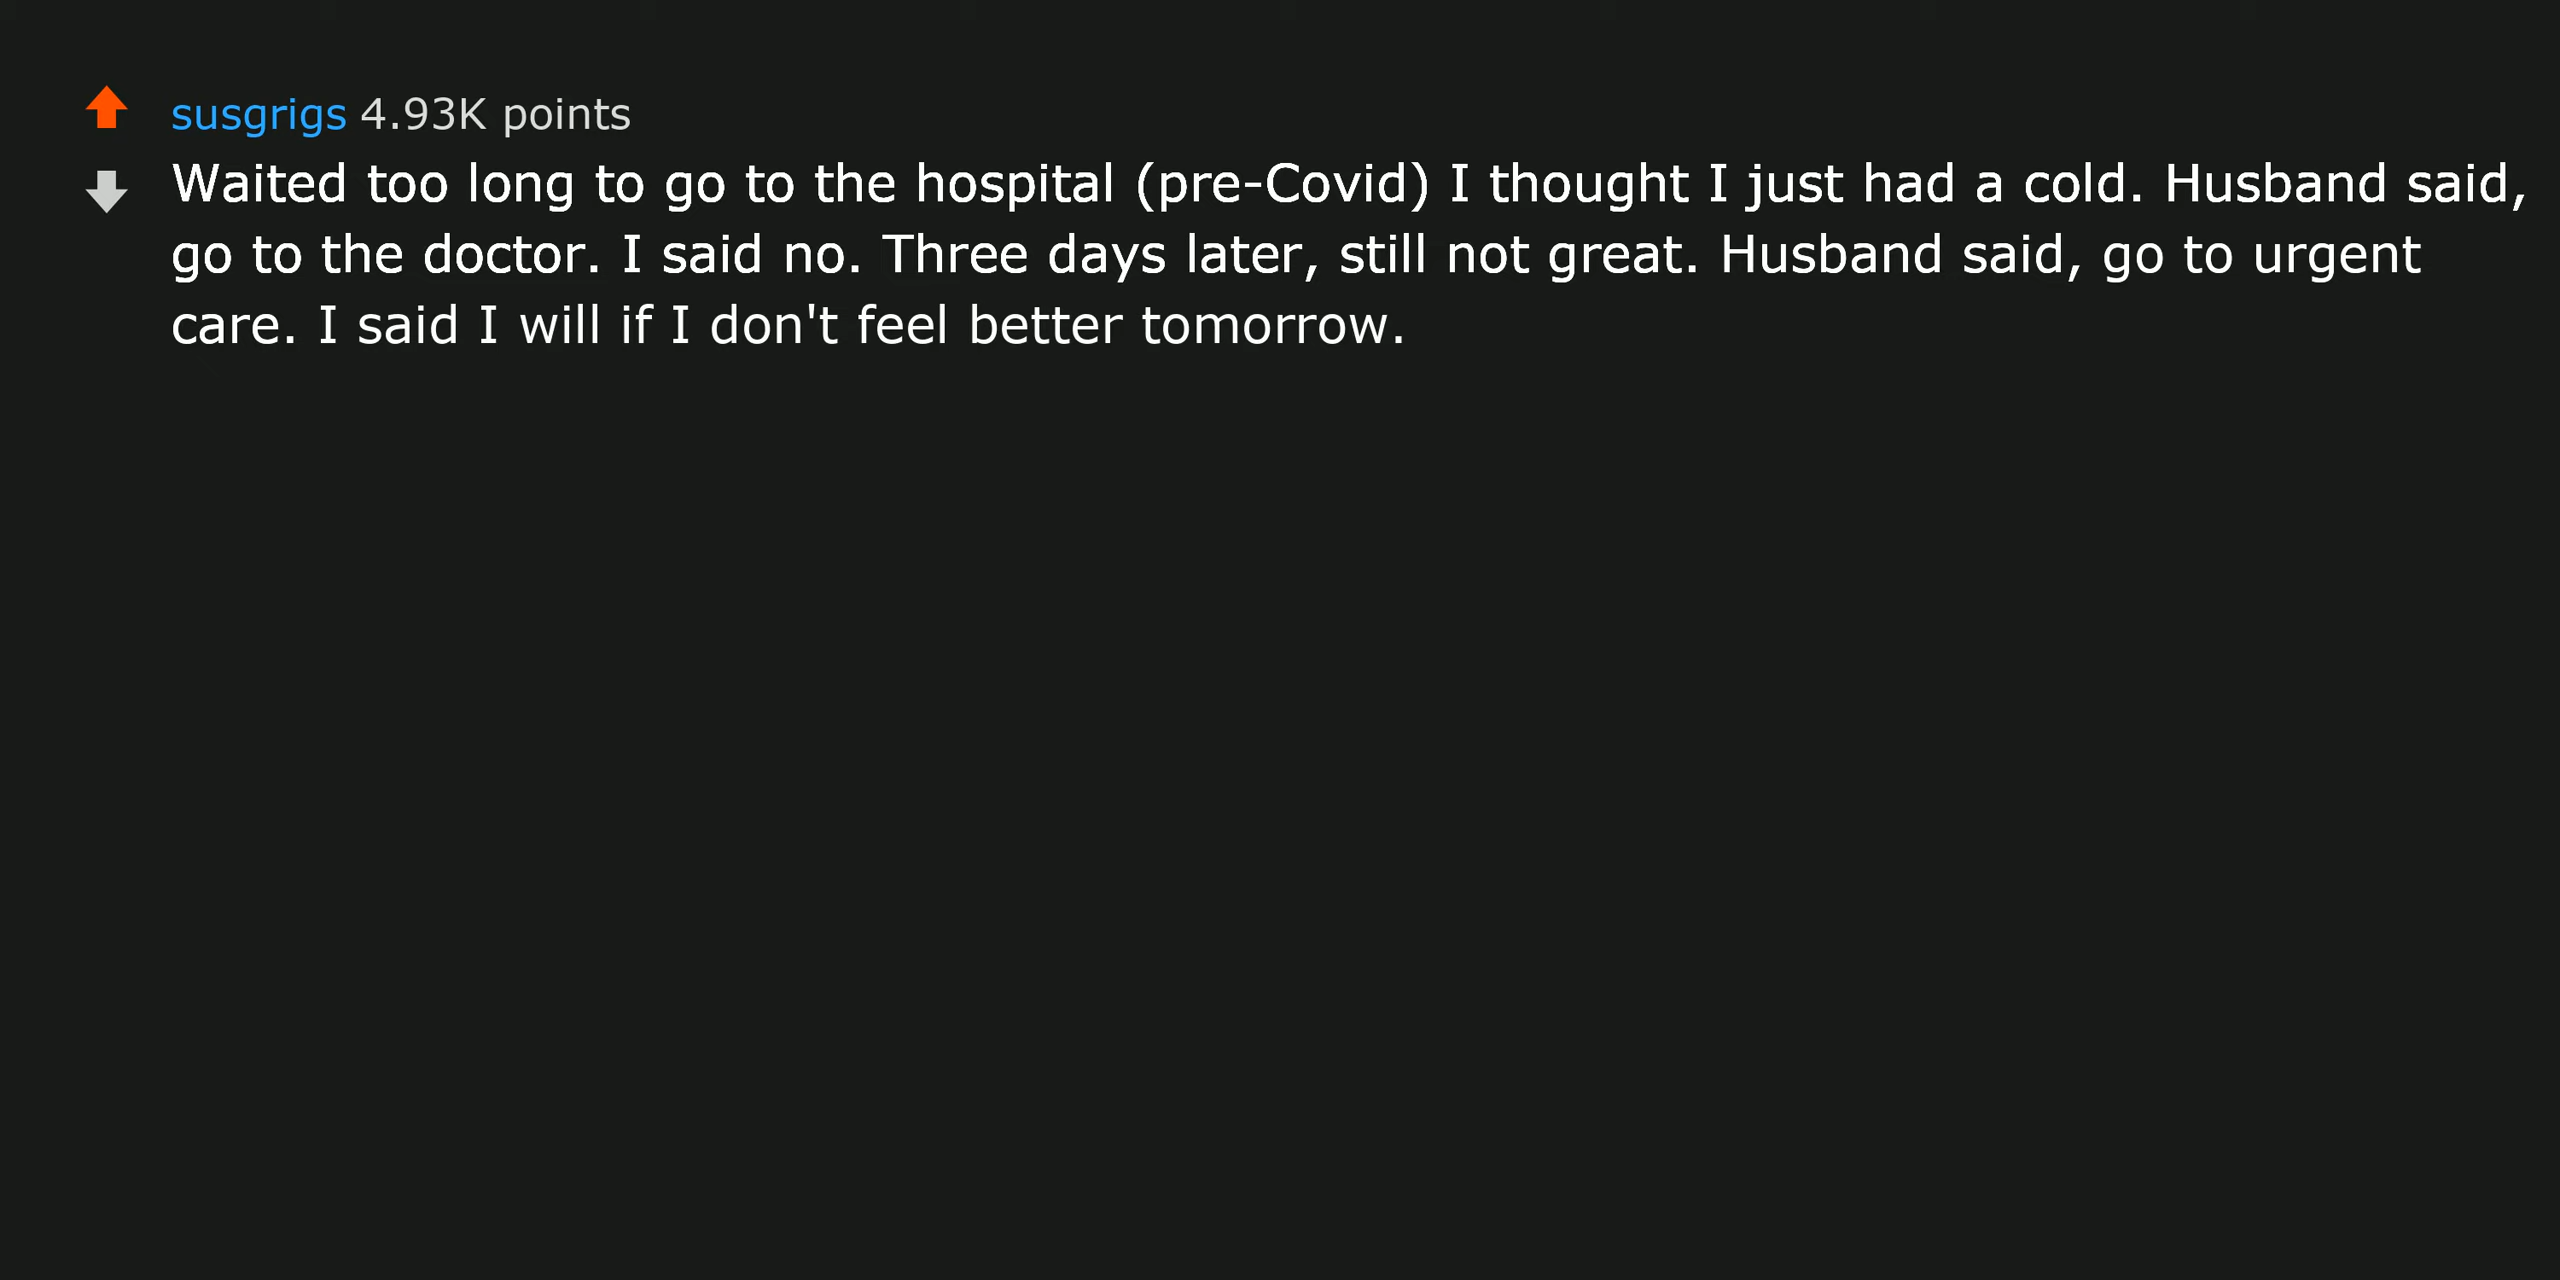 susgrigs 4.93K points
Waited too long to go to the hospital (pre-Covid) I thought I just had a cold. Husband said,
go to the doctor. I said no. Three days later, still not great. Husband said, go to urgent
care. I said I will if I don't feel better tomorrow.